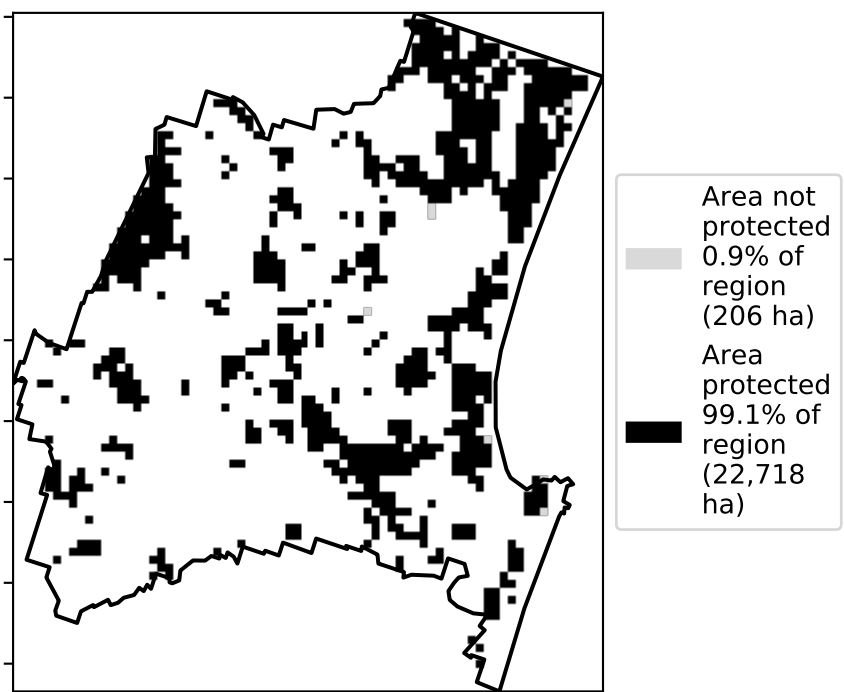 Area not
protected
0.9% of
region
(206 ha)
Area
protected
99.1% of
region
(22,718
ha)